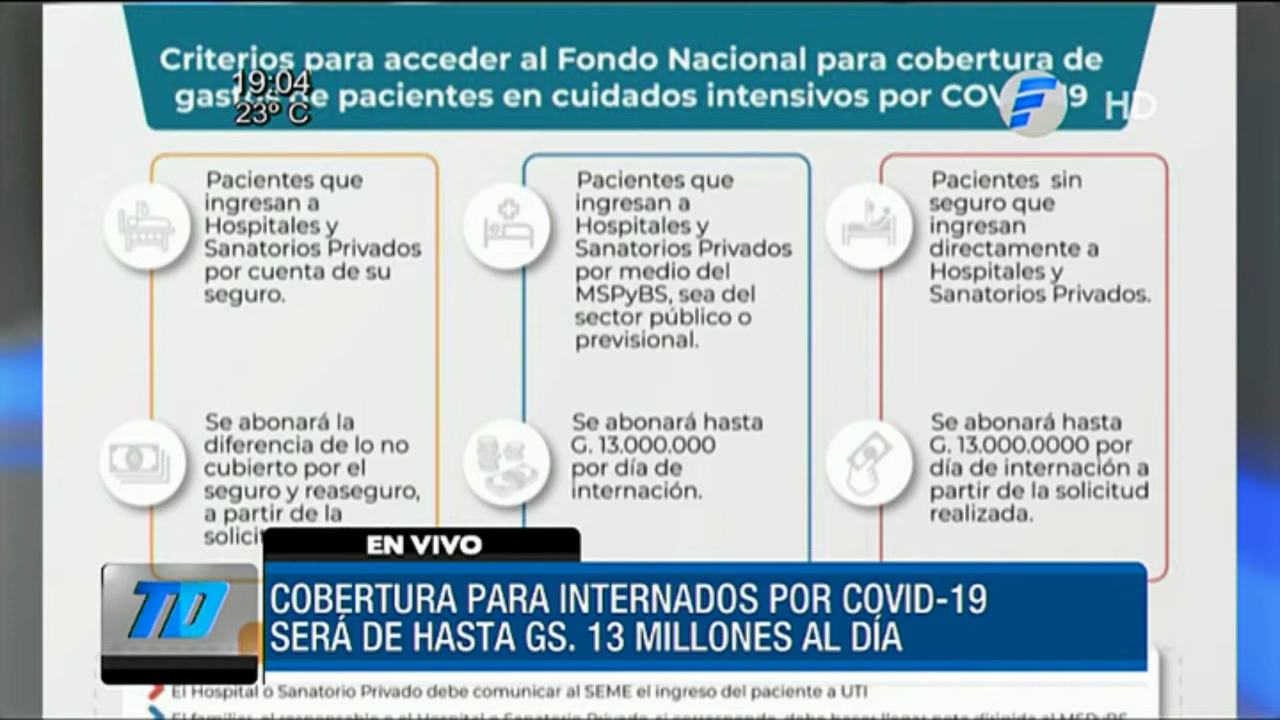 Criterios para acceder al Fondo Nacional para cobertura de
de pacientes en cuidados intensivos por
19:04
23º C
HD
Pacientes que
ingresan a
Hospitales y
Sanatorios Privados
por cuenta de su
seguro.
Se abonará la
diferencia de lo no
cubierto por el
seguro y reaseguro,
a partir de la
Pacientes que
ingresan a
Hospitales y
Sanatorios Privados
por medio del
MSPyBS, sea del
sector público o
previsional.
Se abonará hasta
G. 13.000.000
por día de
internación.
Pacientes sin
seguro que
ingresan
directamente a
Hospitales y
Sanatorios Privados.
Se abonará hasta
G. 13.000.0000 por
día de internación a
partir de la solicitud
realizada.
EN VIVO
TD
COBERTURA PARA INTERNADOS POR COVID-19
SERÁ DE HASTA GS. 13 MILLONES AL DÍA
El Hospital o Sanatorio Privado debe comunicar al SEME el ingreso del paciente a UTI